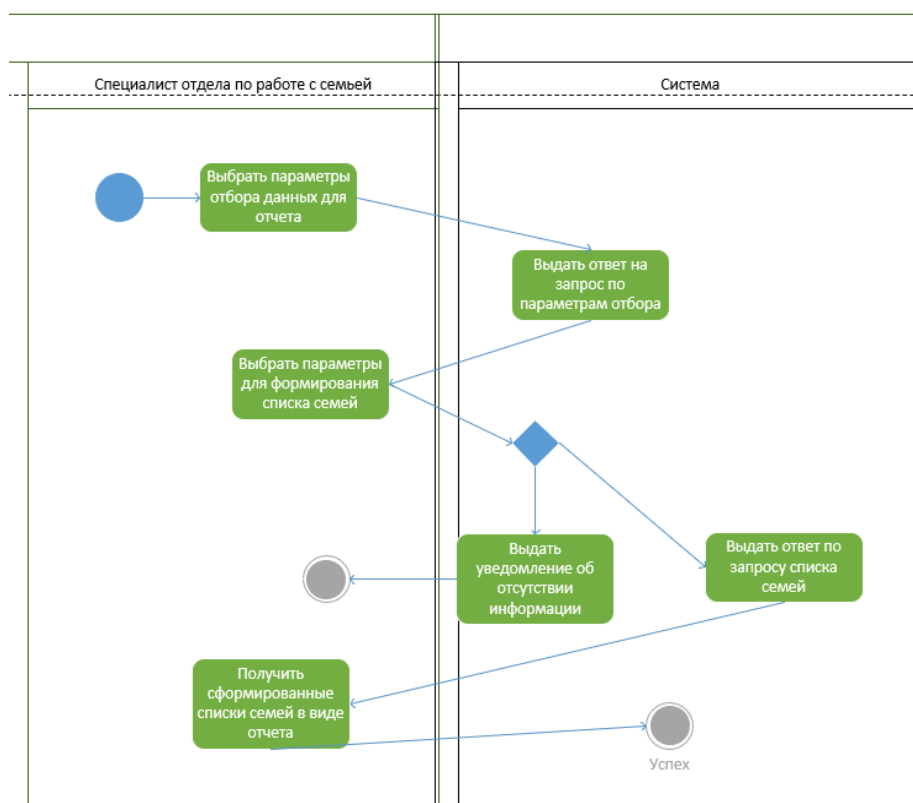 Специалист отдела по работе с семьей
Система
Выбрать параметры
отбора данных для
отчета
Выдать ответ на
запрос по
параметрам отбора
Выбрать параметры
для формирования
списка семей
Выдать
уведомление об
отсутствии
информации
Выдать ответ по
запросу списка
семей
Получить
сформированные
списки семей в виде
отчета
Успех